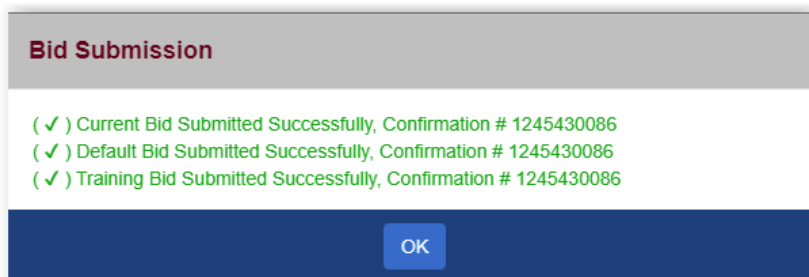 Bid Submission
( ✓ ) Current Bid Submitted Successfully, Confirmation # 1245430086
( ✓ ) Default Bid Submitted Successfully, Confirmation # 1245430086
( ✓ ) Training Bid Submitted Successfully, Confirmation # 1245430086
OK